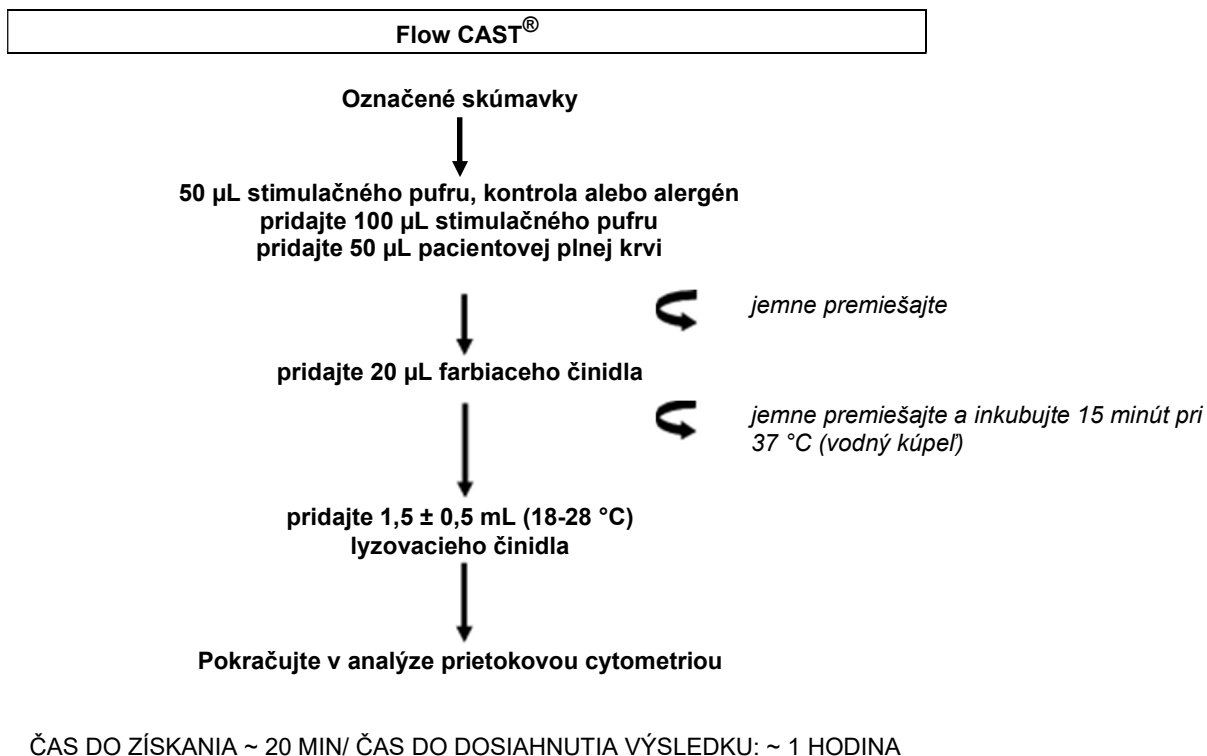 Flow CAST®
Označené skúmavky
50 µL stimulačného pufru, kontrola alebo alergén
pridajte 100 µL stimulačného pufru
pridajte 50 µL pacientovej plnej krvi
jemne premiešajte
pridajte 20 µL farbiaceho činidla
jemne premiešajte a inkubujte 15 minút pri
37 °C (vodný kúpeľ)
pridajte 1,5 ± 0,5 mL (18-28 °C)
lyzovacieho činidla
Pokračujte v analýze prietokovou cytometriou
ČAS DO ZÍSKANIA ~ 20 MIN/ ČAS DO DOSIAHNUTIA VÝSLEDKU: ~ 1 HODINA